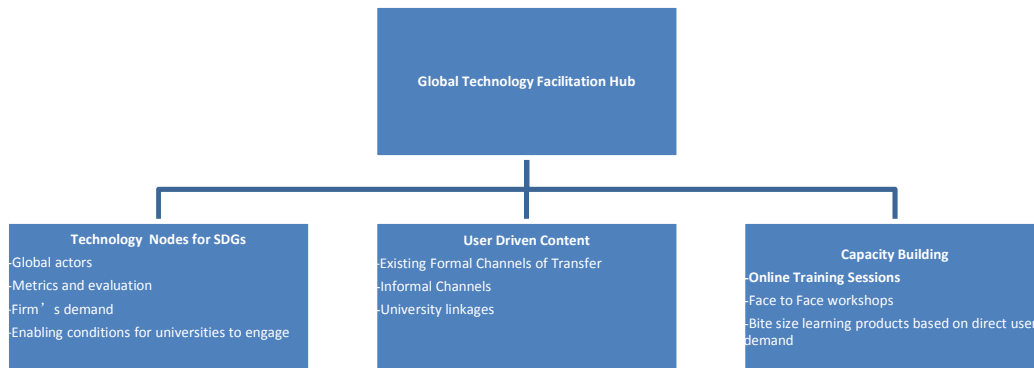 Global Technology Facilitation Hub
Technology Nodes for SDGs
-Global actors
-Metrics and evaluation
-Firm’s demand
-Enabling conditions for universities to engage
User Driven Content
-Existing Formal Channels of Transfer
-Informal Channels
-University linkages
Capacity Building
-Online Training Sessions
-Face to Face workshops
-Bite size learning products based on direct user
demand